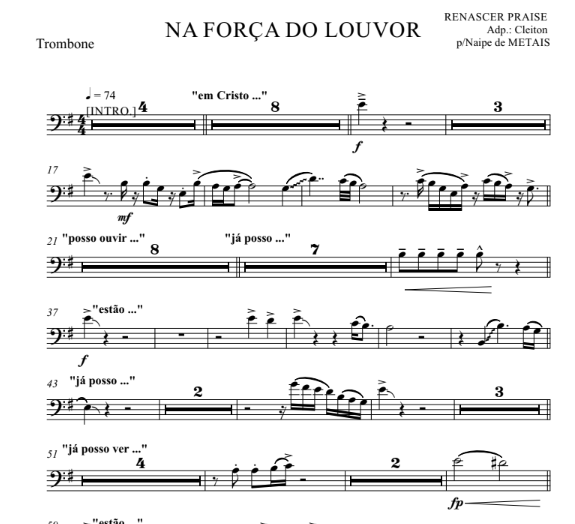 NA FORÇA DO LOUVOR
RENASCER PRAISE
Adp.: Cleiton
p/Naipe de METAIS
Trombone
♩ = 74
[INTRO.] 4 "em Cristo ..." 8 3
f
17
mf
21 "posso ouvir ..." 8 "já posso ..." 7
37 "estão ..."
f
43 "já posso ..." 2 3
51 "já posso ver ..." 4 2
fp
"estão ..."